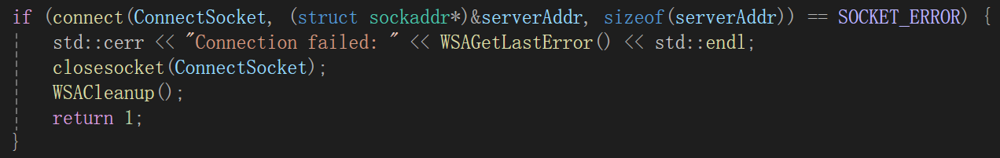 if (connect(ConnectSocket, (struct sockaddr*)&serverAddr, sizeof(serverAddr)) == SOCKET_ERROR) {
    std::cerr << "Connection failed: " << WSAGetLastError() << std::endl;
    closesocket(ConnectSocket);
    WSACleanup();
    return 1;
}